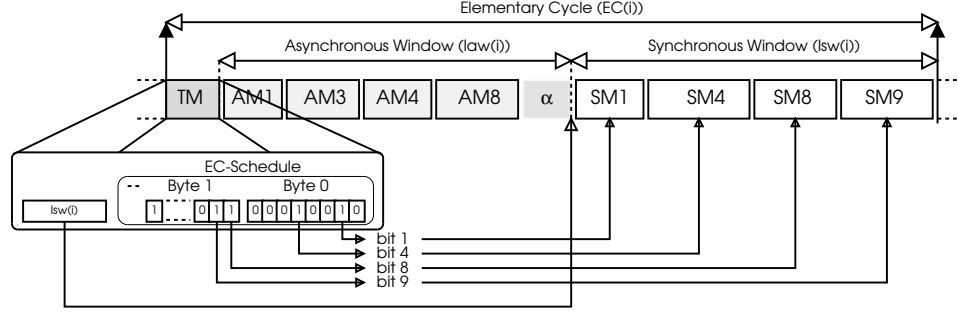 Elementary Cycle (EC(i))
Asynchronous Window (law(i))
Synchronous Window (lsw(i))
TM AM1 AM3 AM4 AM8 α SM1 SM4 SM8 SM9
EC-Schedule
Byte 1 Byte 0
lsw(i) 1 0 1 1 0 0 0 1 0 0 1 0
bit 1
bit 4
bit 8
bit 9